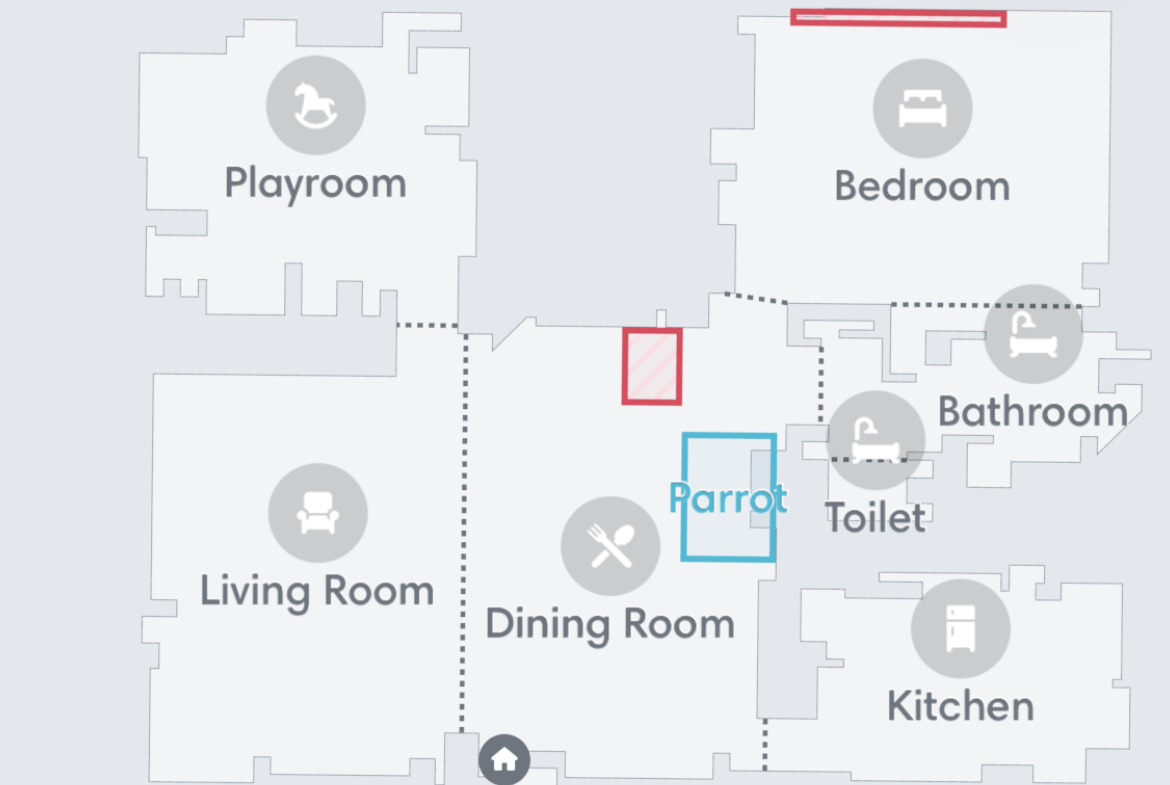 Playroom
Bedroom
Bathroom
Parrot
Toilet
Living Room
Dining Room
Kitchen